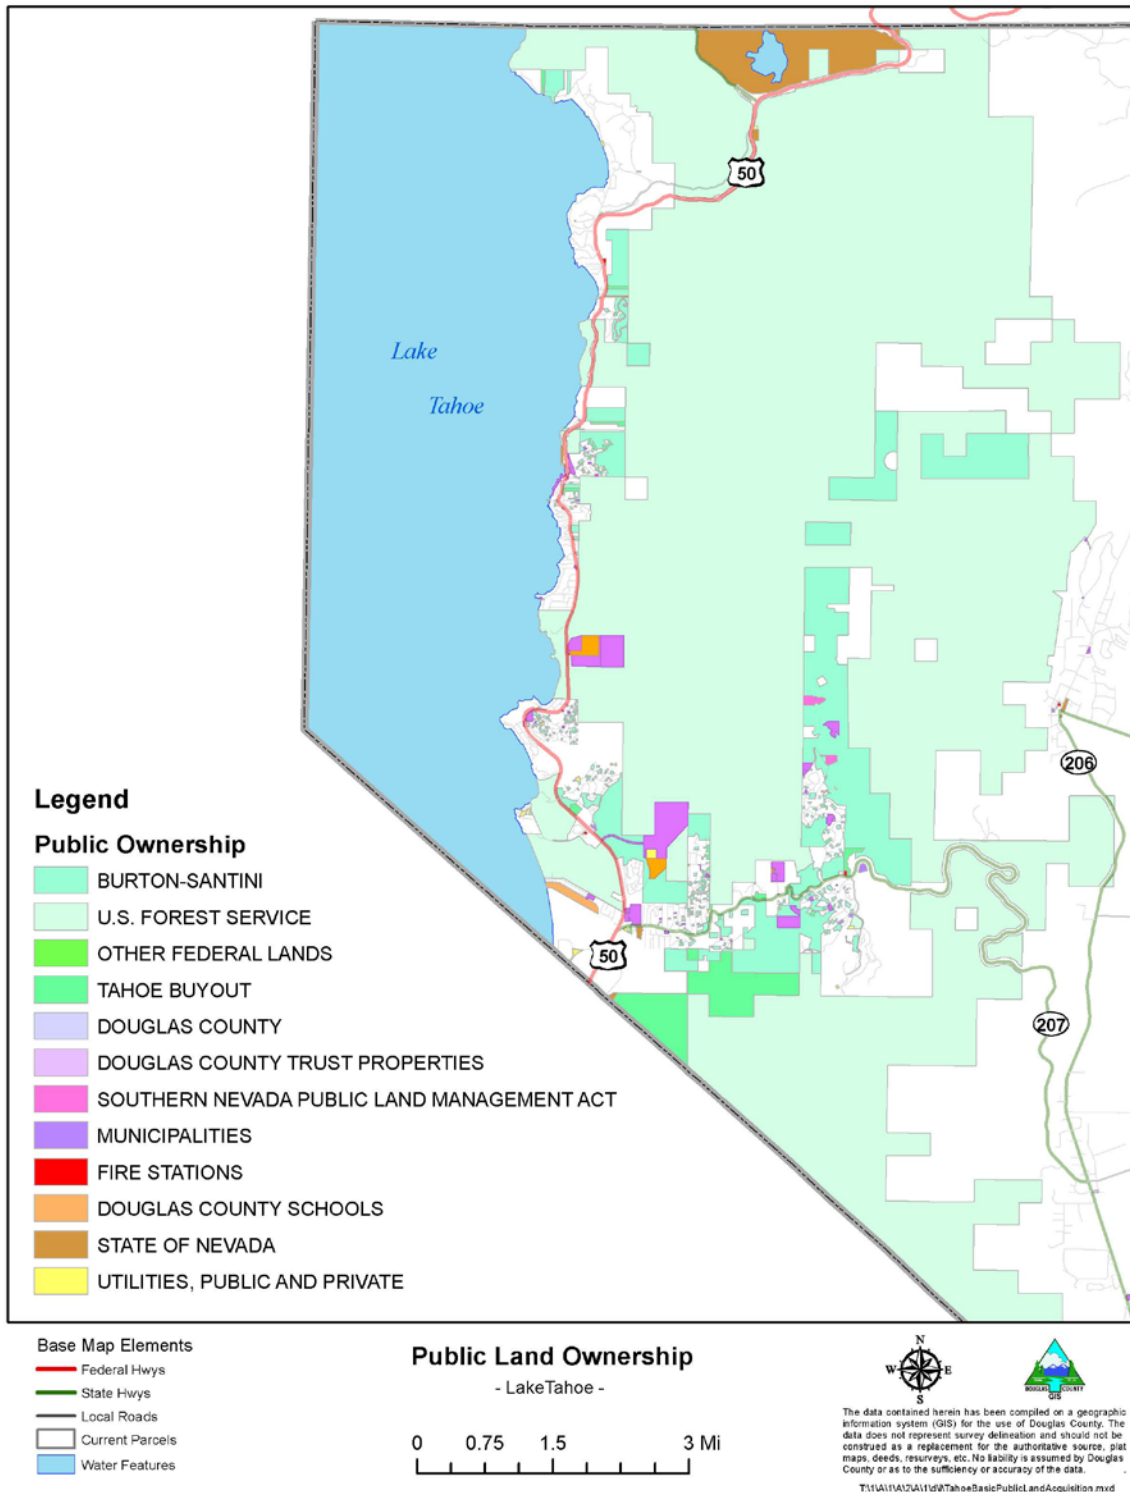 50
Lake
Tahoe
206
50
207
Legend
Public Ownership
BURTON-SANTINI
U.S. FOREST SERVICE
OTHER FEDERAL LANDS
TAHOE BUYOUT
DOUGLAS COUNTY
DOUGLAS COUNTY TRUST PROPERTIES
SOUTHERN NEVADA PUBLIC LAND MANAGEMENT ACT
MUNICIPALITIES
FIRE STATIONS
DOUGLAS COUNTY SCHOOLS
STATE OF NEVADA
UTILITIES, PUBLIC AND PRIVATE
Base Map Elements
Federal Hwys
State Hwys
Local Roads
Current Parcels
Water Features
Public Land Ownership
- LakeTahoe -
0 0.75 1.5 3 Mi
N
W E
S
DOUGLAS COUNTY
GIS
The data contained herein has been compiled on a geographic
information system (GIS) for the use of Douglas County. The
data does not represent survey delineation and should not be
construed as a replacement for the authoritative source, plat
maps, deeds, resurveys, etc. No liability is assumed by Douglas
County or as to the sufficiency or accuracy of the data.